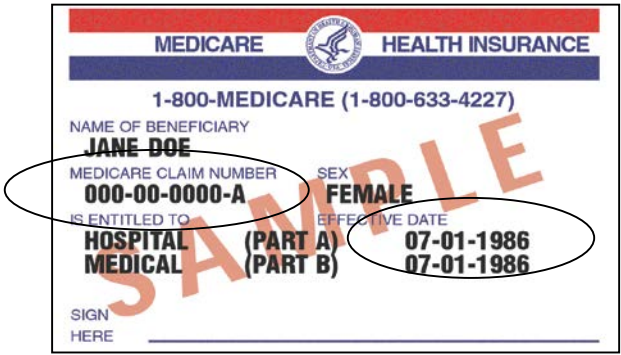 MEDICARE HEALTH INSURANCE
1-800-MEDICARE (1-800-633-4227)
NAME OF BENEFICIARY
JANE DOE
MEDICARE CLAIM NUMBER SEX
000-00-0000-A FEMALE
IS ENTITLED TO EFFECTIVE DATE
HOSPITAL (PART A) 07-01-1986
MEDICAL (PART B) 07-01-1986
SIGN
HERE
SAMPLE